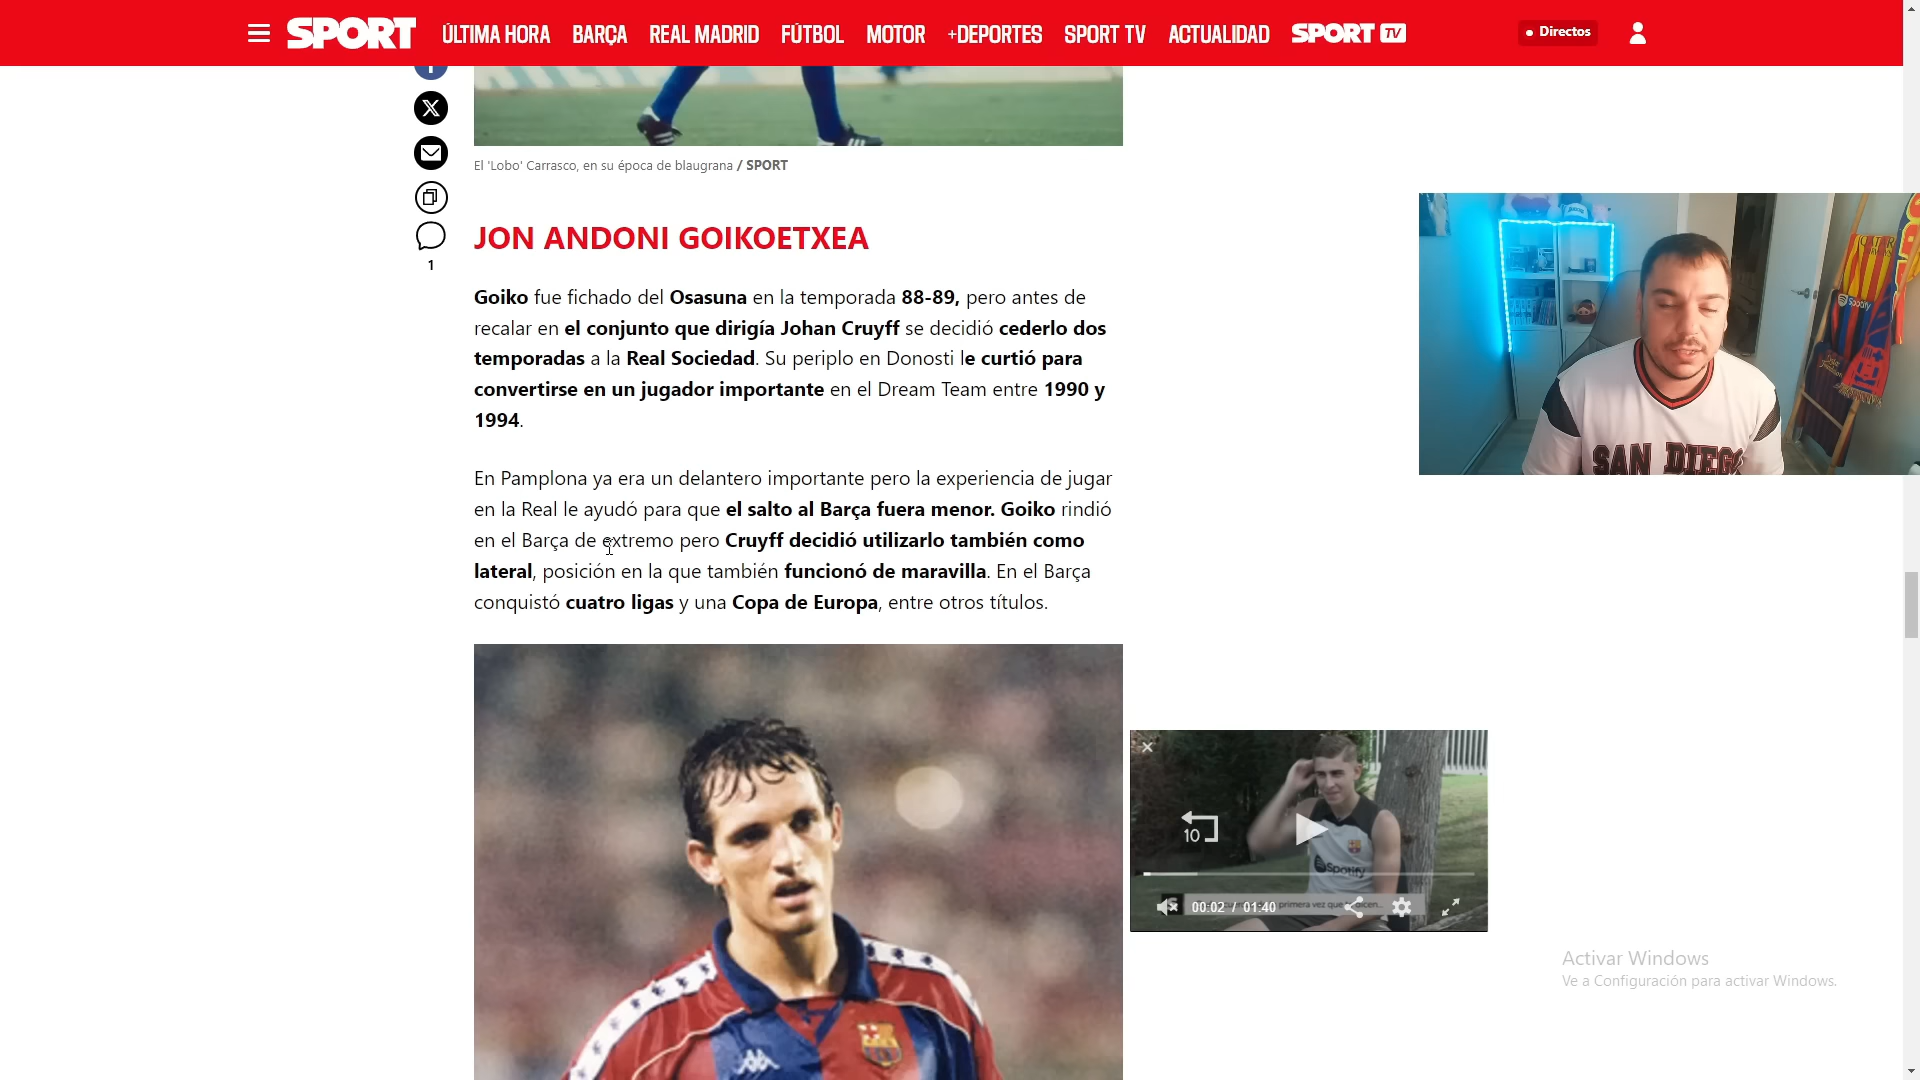 SPORT ÚLTIMA HORA BARÇA REAL MADRID FÚTBOL MOTOR +DEPORTES SPORT TV ACTUALIDAD SPORT TV Directos
El 'Lobo' Carrasco, en su época de blaugrana / SPORT
JON ANDONI GOIKOETXEA
1
Goiko fue fichado del Osasuna en la temporada 88-89, pero antes de
recalar en el conjunto que dirigía Johan Cruyff se decidió cederlo dos
temporadas a la Real Sociedad. Su periplo en Donosti le curtió para
convertirse en un jugador importante en el Dream Team entre 1990 y
1994.
En Pamplona ya era un delantero importante pero la experiencia de jugar
en la Real le ayudó para que el salto al Barça fuera menor. Goiko rindió
en el Barça de extremo pero Cruyff decidió utilizarlo también como
lateral, posición en la que también funcionó de maravilla. En el Barça
conquistó cuatro ligas y una Copa de Europa, entre otros títulos.
SAN DIEGO
Spotify
10
Spotify
primera vez que
00:02 / 01:40
Activar Windows
Ve a Configuración para activar Windows.